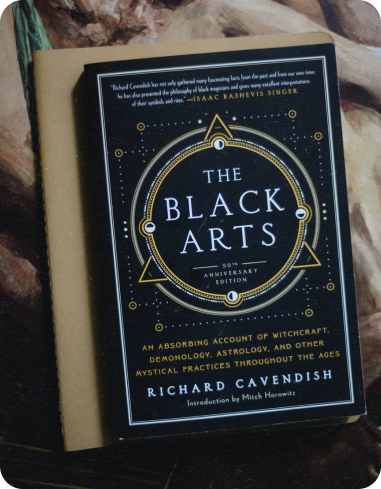 "Richard Cavendish has not only gathered many fascinating facts from the past and from our own time;
he has also presented the philosophy of black magicians and gives many excellent interpretations
of their symbols and rites."—ISAAC BASHEVIS SINGER
THE
BLACK
ARTS
50TH
ANNIVERSARY
EDITION
AN ABSORBING ACCOUNT OF WITCHCRAFT,
DEMONOLOGY, ASTROLOGY, AND OTHER
MYSTICAL PRACTICES THROUGHOUT THE AGES
RICHARD CAVENDISH
Introduction by Mitch Horowitz